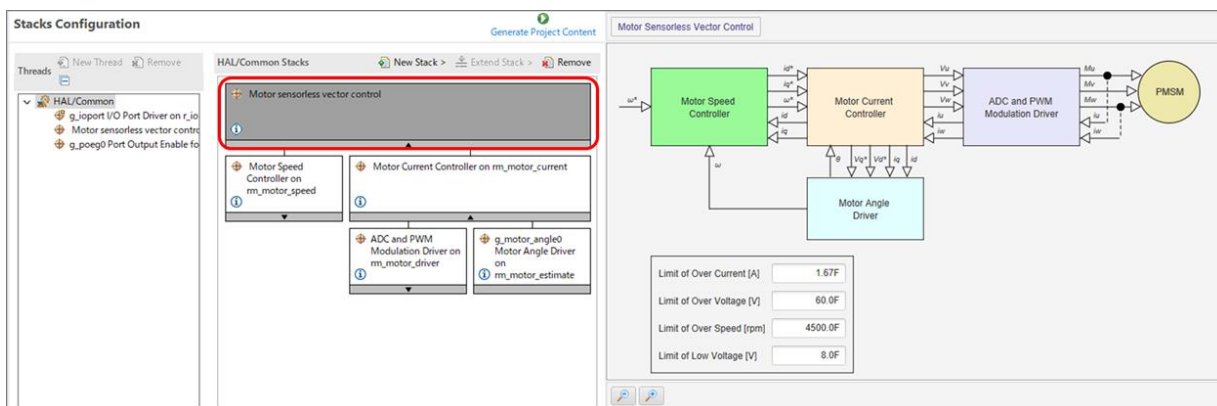 Stacks Configuration
Generate Project Content
Threads
New Thread
Remove
HAL/Common
g_ioport I/O Port Driver on r_io
Motor sensorless vector contrc
g_poeg0 Port Output Enable fo
HAL/Common Stacks
New Stack >
Extend Stack >
Remove
Motor sensorless vector control
Motor Speed
Controller on
rm_motor_speed
Motor Current Controller on rm_motor_current
ADC and PWM
Modulation Driver on
rm_motor_driver
g_motor_angle0
Motor Angle Driver
on
rm_motor_estimate
Motor Sensorless Vector Control
ω*
Motor Speed
Controller
id*
iq*
ω*
id
iq
Motor Current
Controller
Vu
Vv
Vw
iu
iw
ADC and PWM
Modulation Driver
Mu
Mv
Mw
iu
iw
PMSM
ω
θ
Vq*
Vd*
iq
id
Motor Angle
Driver
Limit of Over Current [A]
1.67F
Limit of Over Voltage [V]
60.0F
Limit of Over Speed [rpm]
4500.0F
Limit of Low Voltage [V]
8.0F